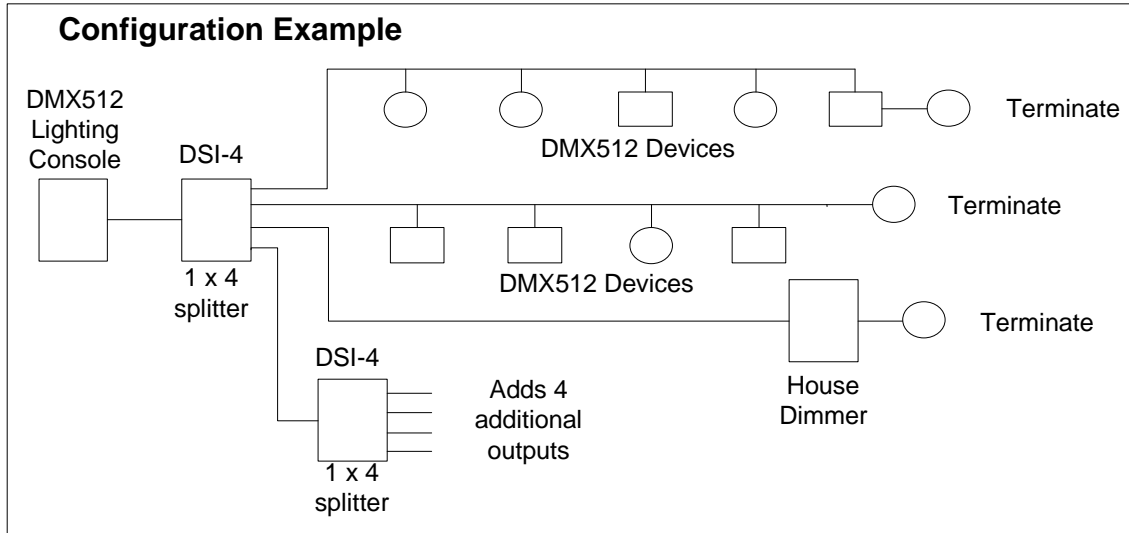 Configuration Example
DMX512
Lighting
Console
DSI-4
1 x 4
splitter
DMX512 Devices
Terminate
DMX512 Devices
Terminate
House
Dimmer
Terminate
DSI-4
1 x 4
splitter
Adds 4
additional
outputs